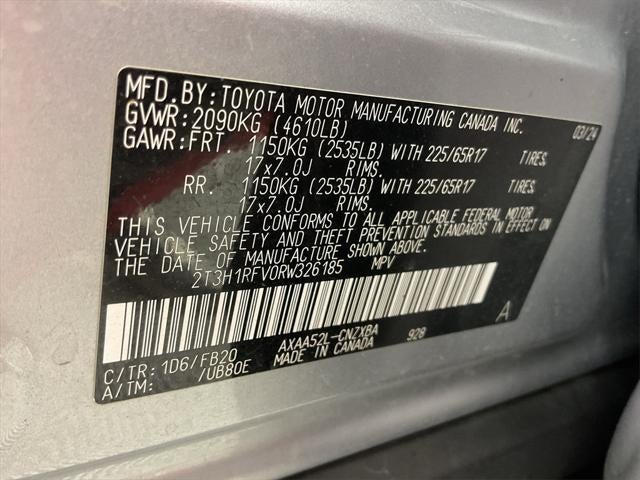 MFD. BY: TOYOTA MOTOR MANUFACTURING CANADA INC. 03/24
GVWR: 2090KG (4610LB)
GAWR: FRT. 1150KG (2535LB) WITH 225/65R17 TIRES,
17x7.0J RIMS,
RR. 1150KG (2535LB) WITH 225/65R17 TIRES,
17x7.0J RIMS.
THIS VEHICLE CONFORMS TO ALL APPLICABLE FEDERAL MOTOR
VEHICLE SAFETY AND THEFT PREVENTION STANDARDS IN EFFECT ON
THE DATE OF MANUFACTURE SHOWN ABOVE.
2T3H1RFV0RW326185 MPV
A
C/TR: 1D6/FB20 AXAA52L-CNZXBA 928
A/TM: /UB80E MADE IN CANADA